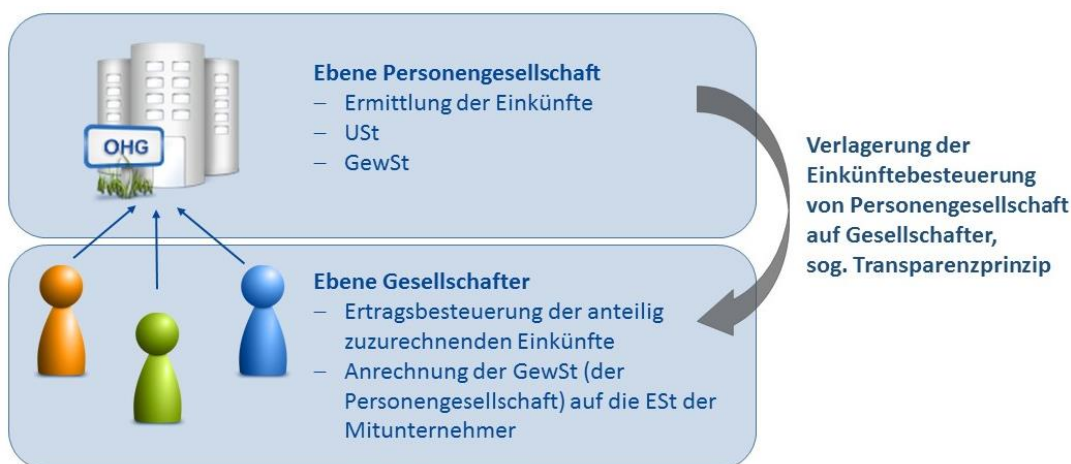 Ebene Personengesellschaft
– Ermittlung der Einkünfte
– USt
– GewSt
OHG
Verlagerung der
Einkünftebesteuerung
von Personengesellschaft
auf Gesellschafter,
sog. Transparenzprinzip
Ebene Gesellschafter
– Ertragsbesteuerung der anteilig
zuzurechnenden Einkünfte
– Anrechnung der GewSt (der
Personengesellschaft) auf die ESt der
Mitunternehmer